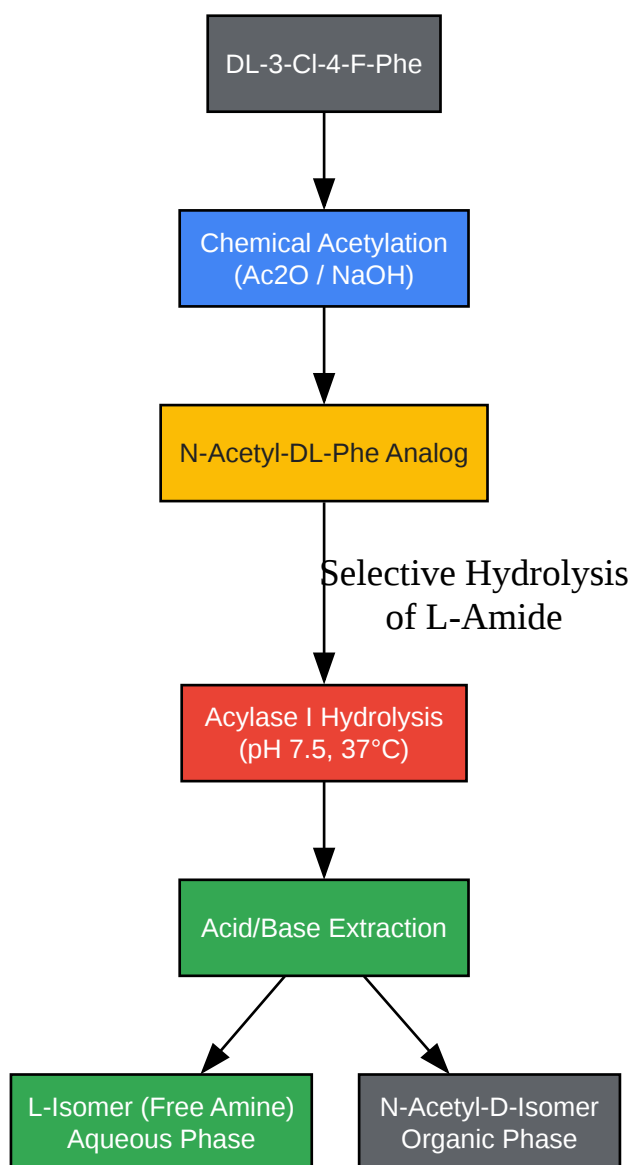 DL-3-Cl-4-F-Phe
Chemical Acetylation
(Ac2O / NaOH)
N-Acetyl-DL-Phe Analog
Selective Hydrolysis
of L-Amide
Acylase I Hydrolysis
(pH 7.5, 37°C)
Acid/Base Extraction
L-Isomer (Free Amine)
Aqueous Phase
N-Acetyl-D-Isomer
Organic Phase